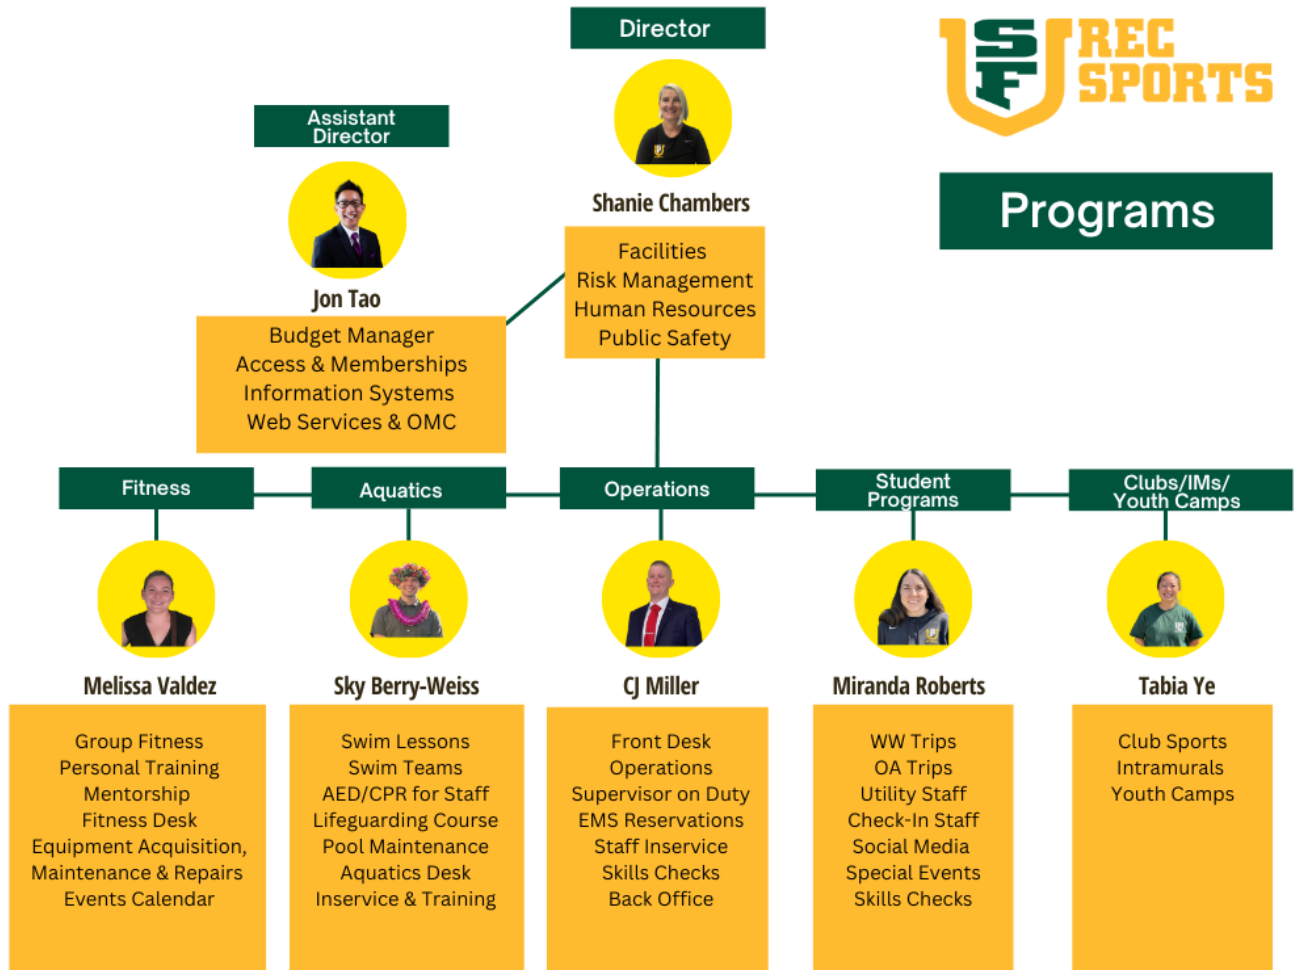 Director
SF
REC
SPORTS
Assistant
Director
Programs
Shanie Chambers
Facilities
Risk Management
Human Resources
Public Safety
Jon Tao
Budget Manager
Access & Memberships
Information Systems
Web Services & OMC
Fitness
Aquatics
Operations
Student
Programs
Clubs/IMs/
Youth Camps
Melissa Valdez
Group Fitness
Personal Training
Mentorship
Fitness Desk
Equipment Acquisition,
Maintenance & Repairs
Events Calendar
Sky Berry-Weiss
Swim Lessons
Swim Teams
AED/CPR for Staff
Lifeguarding Course
Pool Maintenance
Aquatics Desk
Inservice & Training
CJ Miller
Front Desk
Operations
Supervisor on Duty
EMS Reservations
Staff Inservice
Skills Checks
Back Office
Miranda Roberts
WW Trips
OA Trips
Utility Staff
Check-In Staff
Social Media
Special Events
Skills Checks
Tabia Ye
Club Sports
Intramurals
Youth Camps